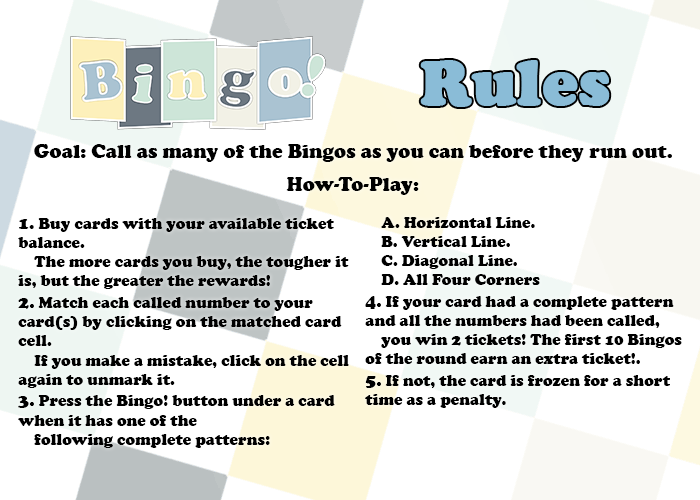 Bingo!
Rules
Goal: Call as many of the Bingos as you can before they run out.
How-To-Play:
1. Buy cards with your available ticket
balance.
The more cards you buy, the tougher it
is, but the greater the rewards!
2. Match each called number to your
card(s) by clicking on the matched card
cell.
If you make a mistake, click on the cell
again to unmark it.
3. Press the Bingo! button under a card
when it has one of the
following complete patterns:
A. Horizontal Line.
B. Vertical Line.
C. Diagonal Line.
D. All Four Corners
4. If your card had a complete pattern
and all the numbers had been called,
you win 2 tickets! The first 10 Bingos
of the round earn an extra ticket!.
5. If not, the card is frozen for a short
time as a penalty.